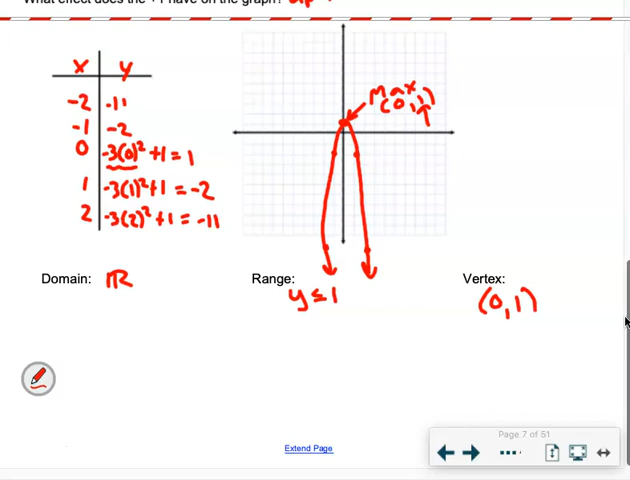 What effect does the +1 have on the graph?
x y
-2 -11
-1 -2
0 -3(0)²+1=1
1 -3(1)²+1=-2
2 -3(2)²+1=-11
Max
(0,1)
Domain: ℝ
Range:
y≤1
Vertex:
(0,1)
Extend Page
Page 7 of 51